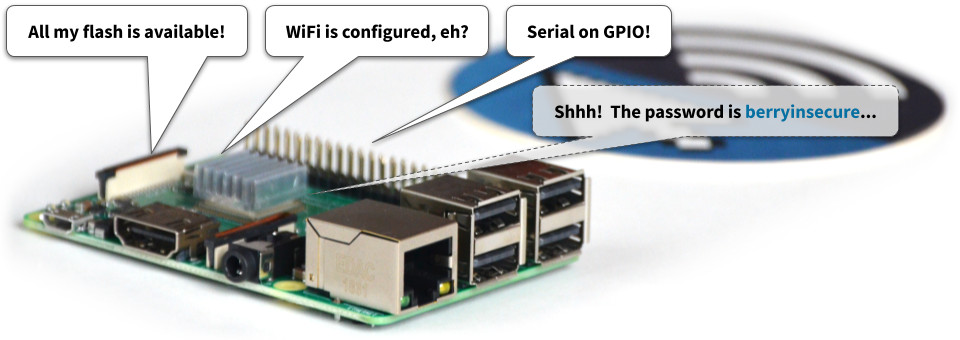 All my flash is available!
WiFi is configured, eh?
Serial on GPIO!
Shhh!  The password is berryinsecure...